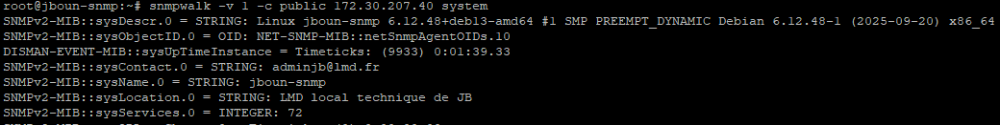 root@jboun-snmp:~# snmpwalk -v 1 -c public 172.30.207.40 system
SNMPv2-MIB::sysDescr.0 = STRING: Linux jboun-snmp 6.12.48+deb13-amd64 #1 SMP PREEMPT_DYNAMIC Debian 6.12.48-1 (2025-09-20) x86_64
SNMPv2-MIB::sysObjectID.0 = OID: NET-SNMP-MIB::netSnmpAgentOIDs.10
DISMAN-EVENT-MIB::sysUpTimeInstance = Timeticks: (9933) 0:01:39.33
SNMPv2-MIB::sysContact.0 = STRING: adminjb@lmd.fr
SNMPv2-MIB::sysName.0 = STRING: jboun-snmp
SNMPv2-MIB::sysLocation.0 = STRING: LMD local technique de JB
SNMPv2-MIB::sysServices.0 = INTEGER: 72